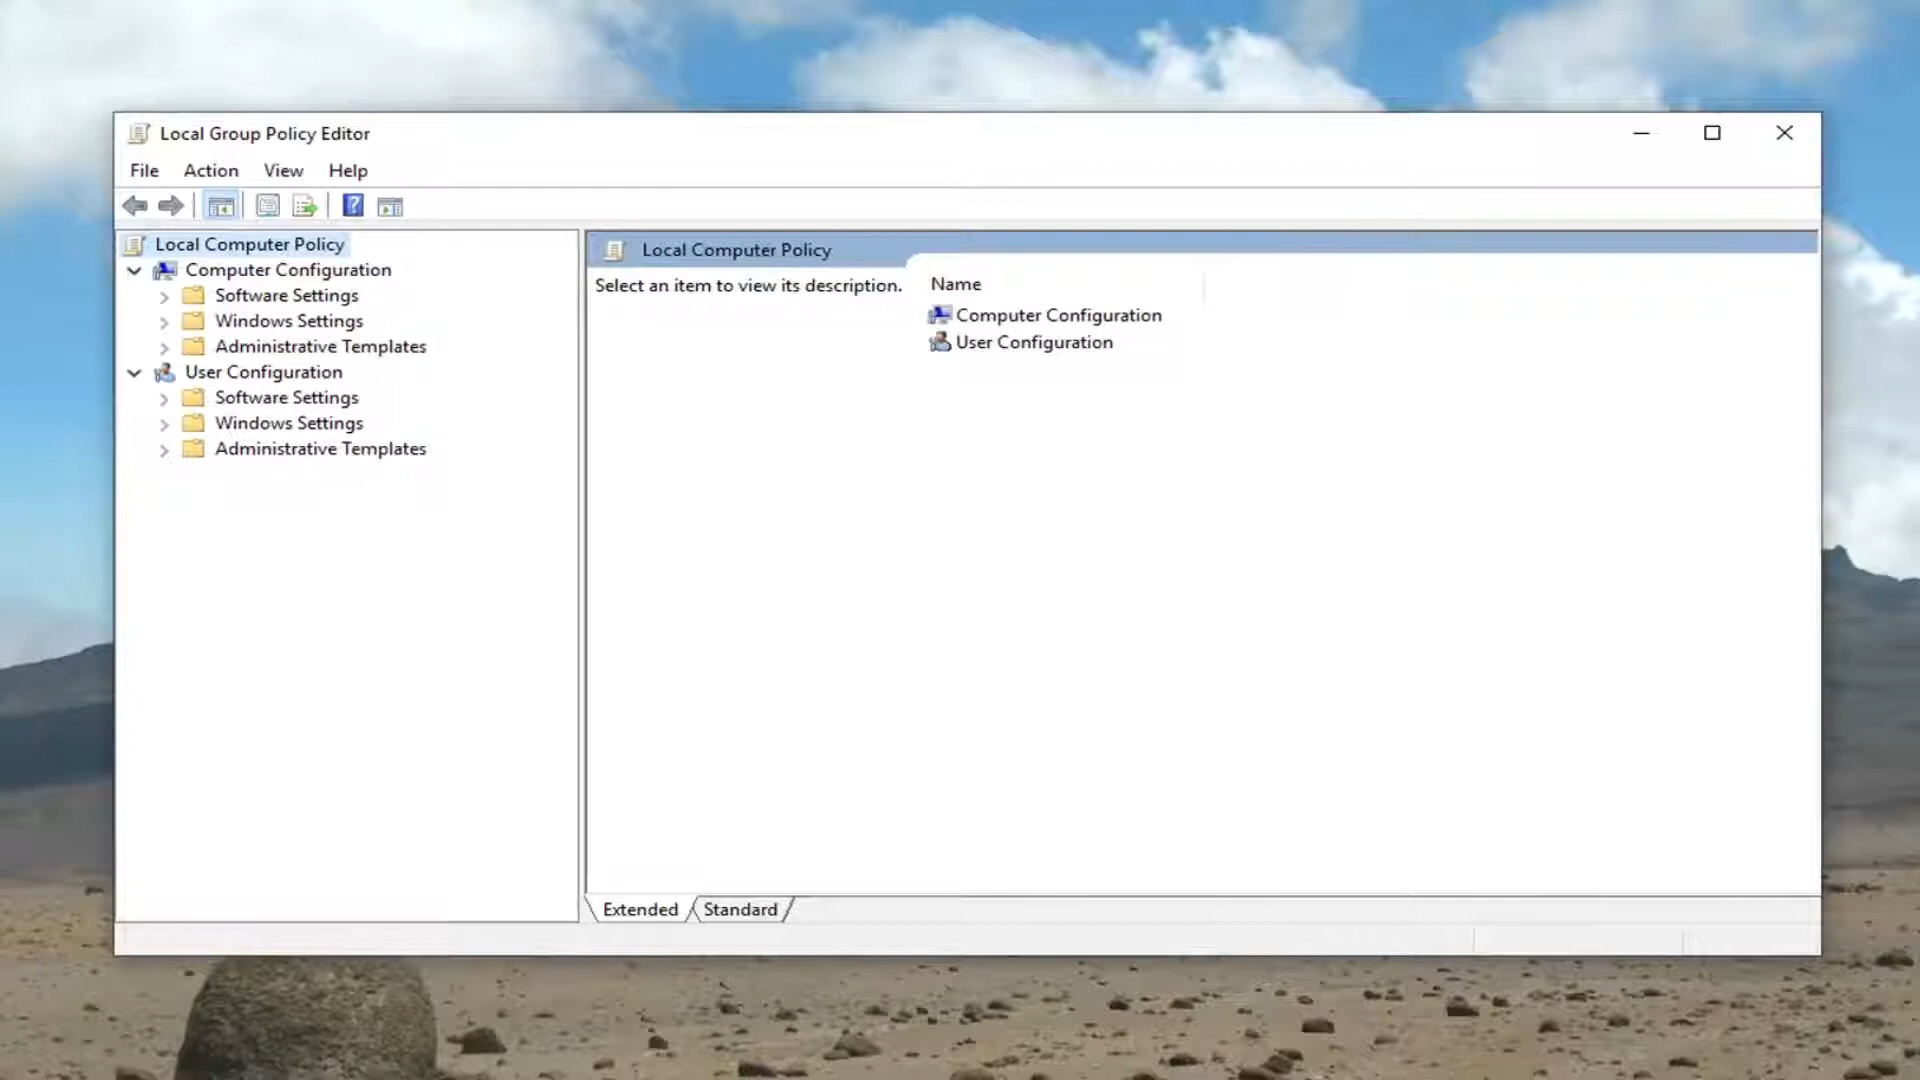 Local Group Policy Editor
File Action View Help
Local Computer Policy
Computer Configuration
Software Settings
Windows Settings
Administrative Templates
User Configuration
Software Settings
Windows Settings
Administrative Templates
Local Computer Policy
Select an item to view its description.
Name
Computer Configuration
User Configuration
Extended Standard